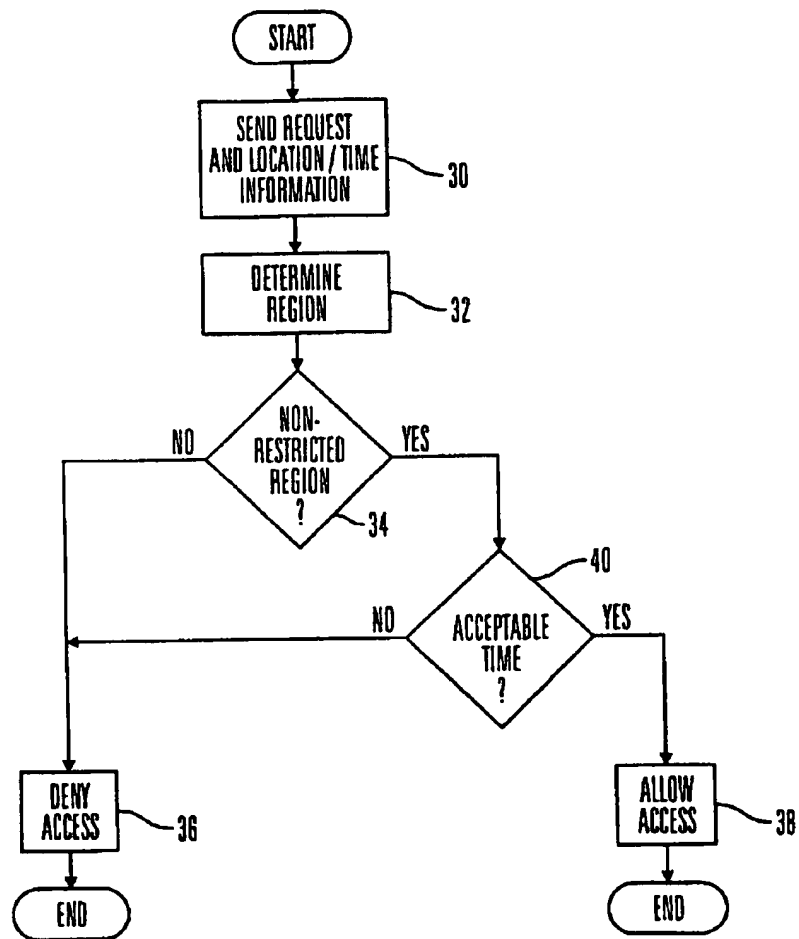 START
SEND REQUEST
AND LOCATION / TIME
INFORMATION
30
DETERMINE
REGION
32
NON-
RESTRICTED
REGION
?
NO
YES
34
40
ACCEPTABLE
TIME
?
NO
YES
DENY
ACCESS
36
ALLOW
ACCESS
38
END
END